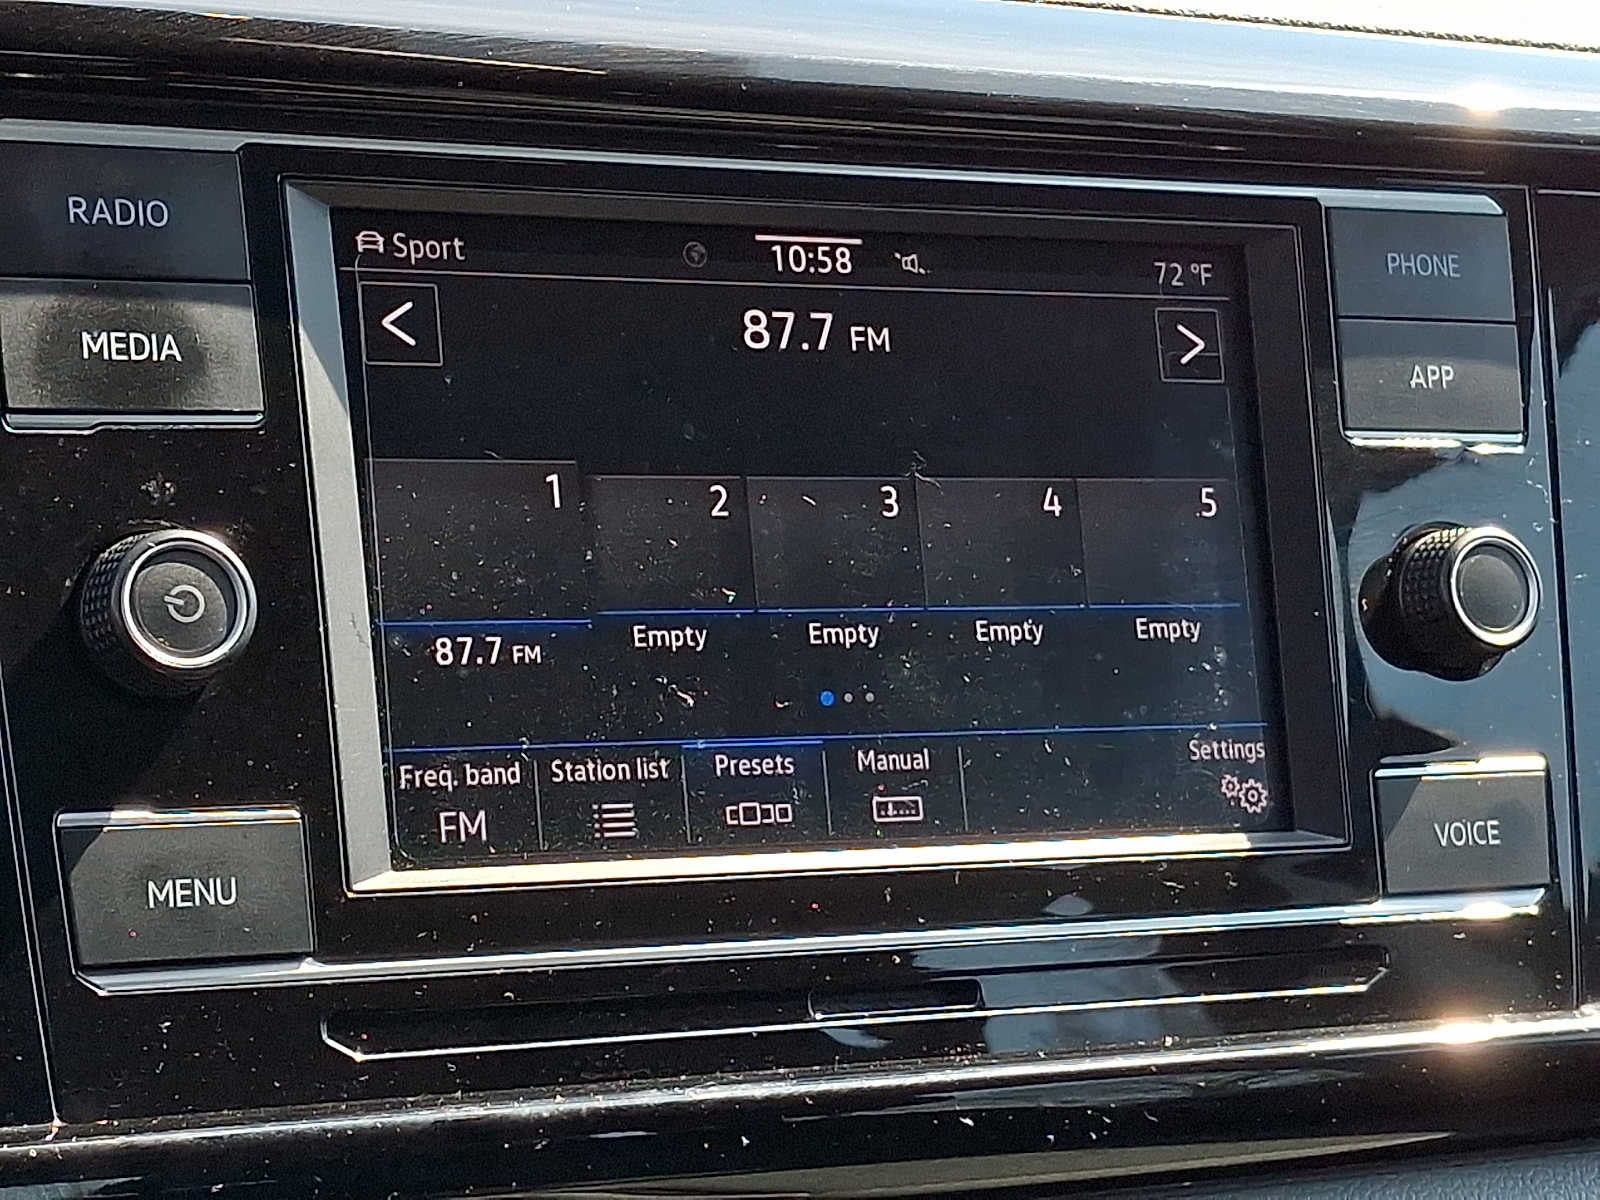 RADIO
MEDIA
MENU
Sport
10:58
72 °F
<
87.7 FM
>
1
2
3
4
5
87.7 FM
Empty
Empty
Empty
Empty
Freq. band
FM
Station list
Presets
Manual
Settings
PHONE
APP
VOICE